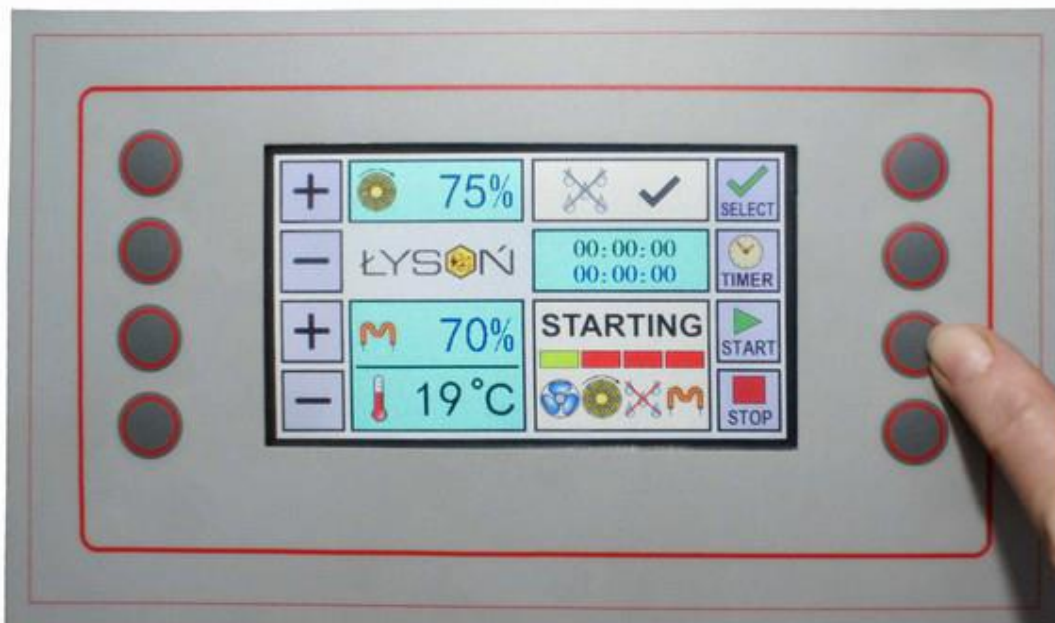 +
75%
SELECT
-
ŁYSOŃ
00:00:00
00:00:00
TIMER
+
70%
STARTING
START
-
19°C
STOP